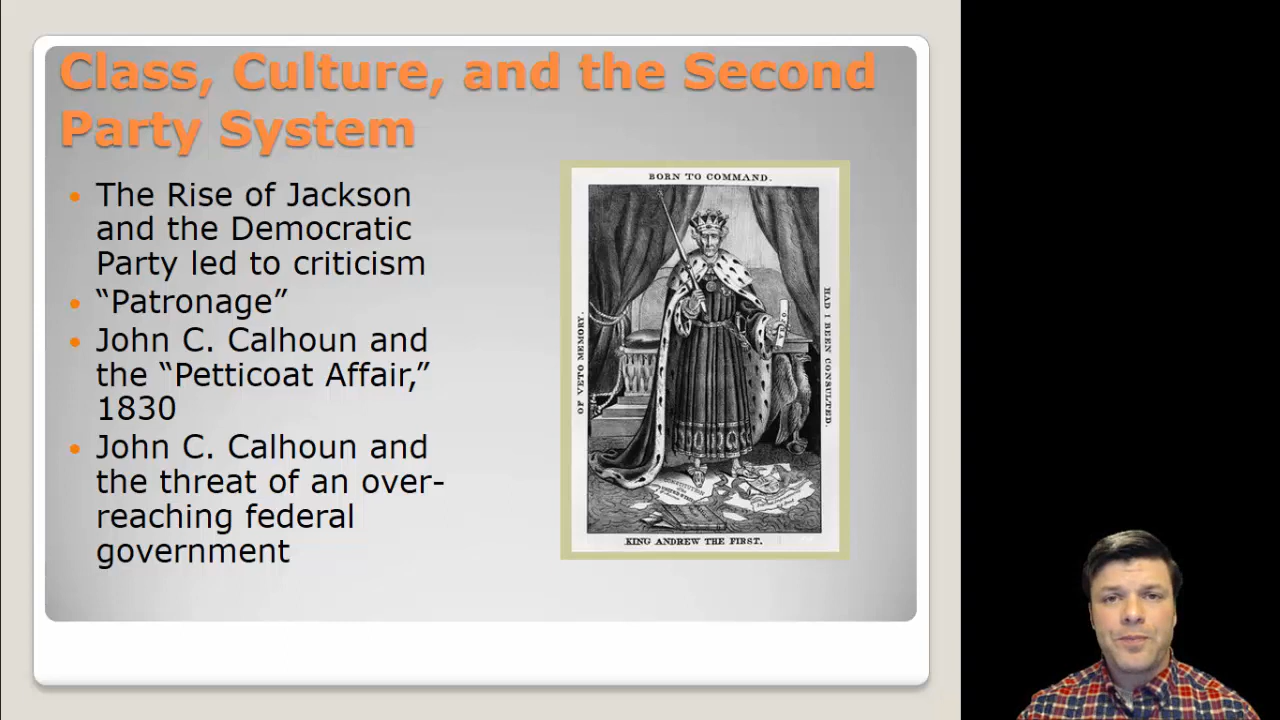 Class, Culture, and the Second
Party System
The Rise of Jackson
and the Democratic
Party led to criticism
“Patronage”
John C. Calhoun and
the “Petticoat Affair,”
1830
John C. Calhoun and
the threat of an over-
reaching federal
government
BORN TO COMMAND.
OF VETO MEMORY.
HAD I BEEN CONSULTED.
CONSTITUTION
KING ANDREW THE FIRST.